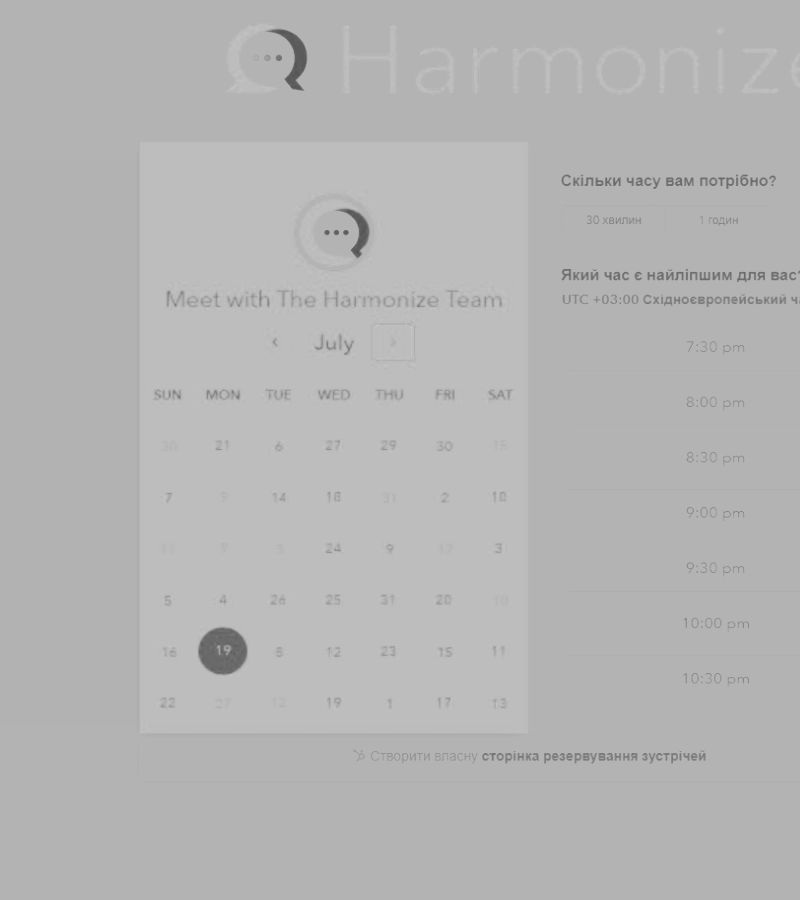 Harmonize
Meet with The Harmonize Team
July
SUN MON TUE WED THU FRI SAT
30 21 6 27 29 30 15
7 9 14 18 31 2 10
24 9 17 3
5 4 26 25 31 20
16 19 8 12 23 15 11
22 27 12 19 1 17 13
Скільки часу вам потрібно?
30 хвилин 1 годин
Який час є найліпшим для вас?
UTC +03:00 Східноєвропейський
7:30 pm
8:00 pm
8:30 pm
9:00 pm
9:30 pm
10:00 pm
10:30 pm
Створити власну сторінка резервування зустрічей